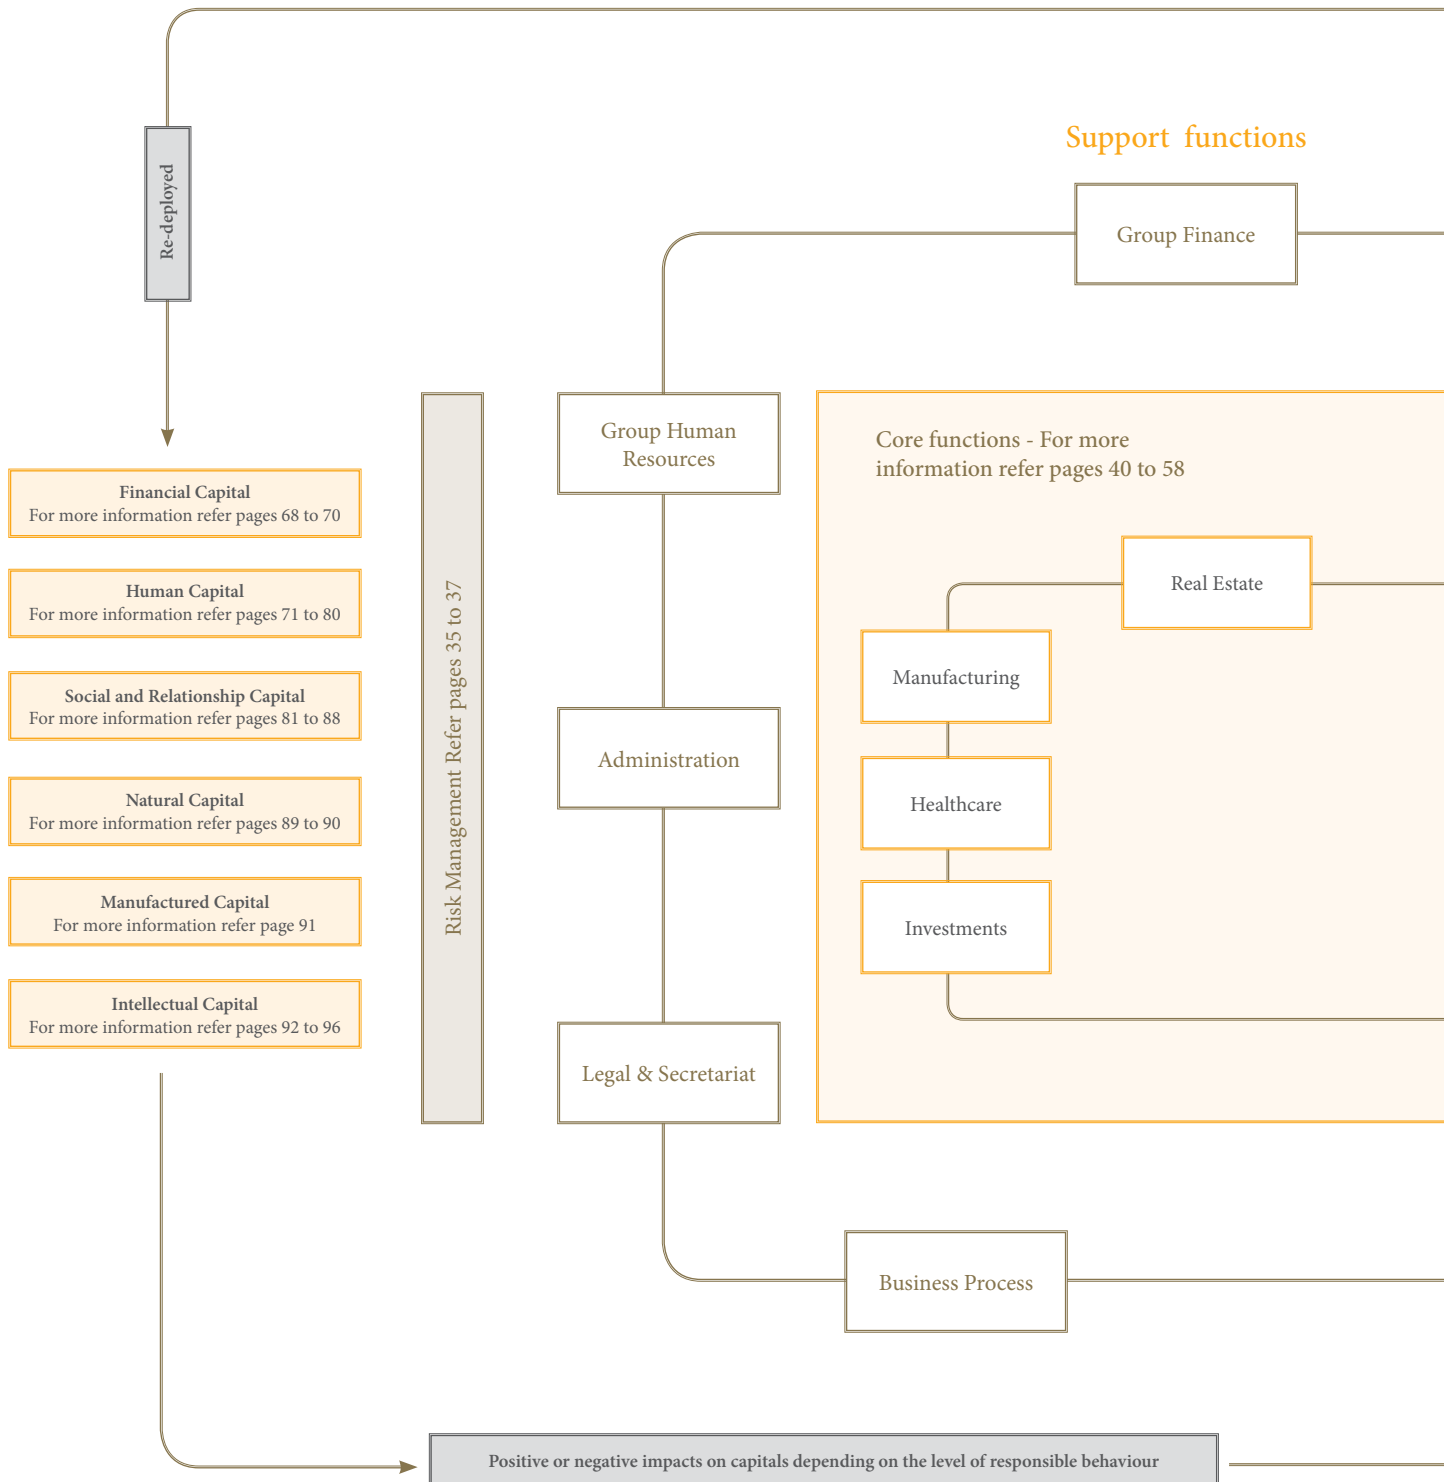 Re-deployed
Support functions
Group Finance
Group Human
Resources
Core functions - For more
information refer pages 40 to 58
Financial Capital
For more information refer pages 68 to 70
Human Capital
For more information refer pages 71 to 80
Social and Relationship Capital
For more information refer pages 81 to 88
Natural Capital
For more information refer pages 89 to 90
Manufactured Capital
For more information refer page 91
Intellectual Capital
For more information refer pages 92 to 96
Risk Management Refer pages 35 to 37
Administration
Legal & Secretariat
Real Estate
Manufacturing
Healthcare
Investments
Business Process
Positive or negative impacts on capitals depending on the level of responsible behaviour